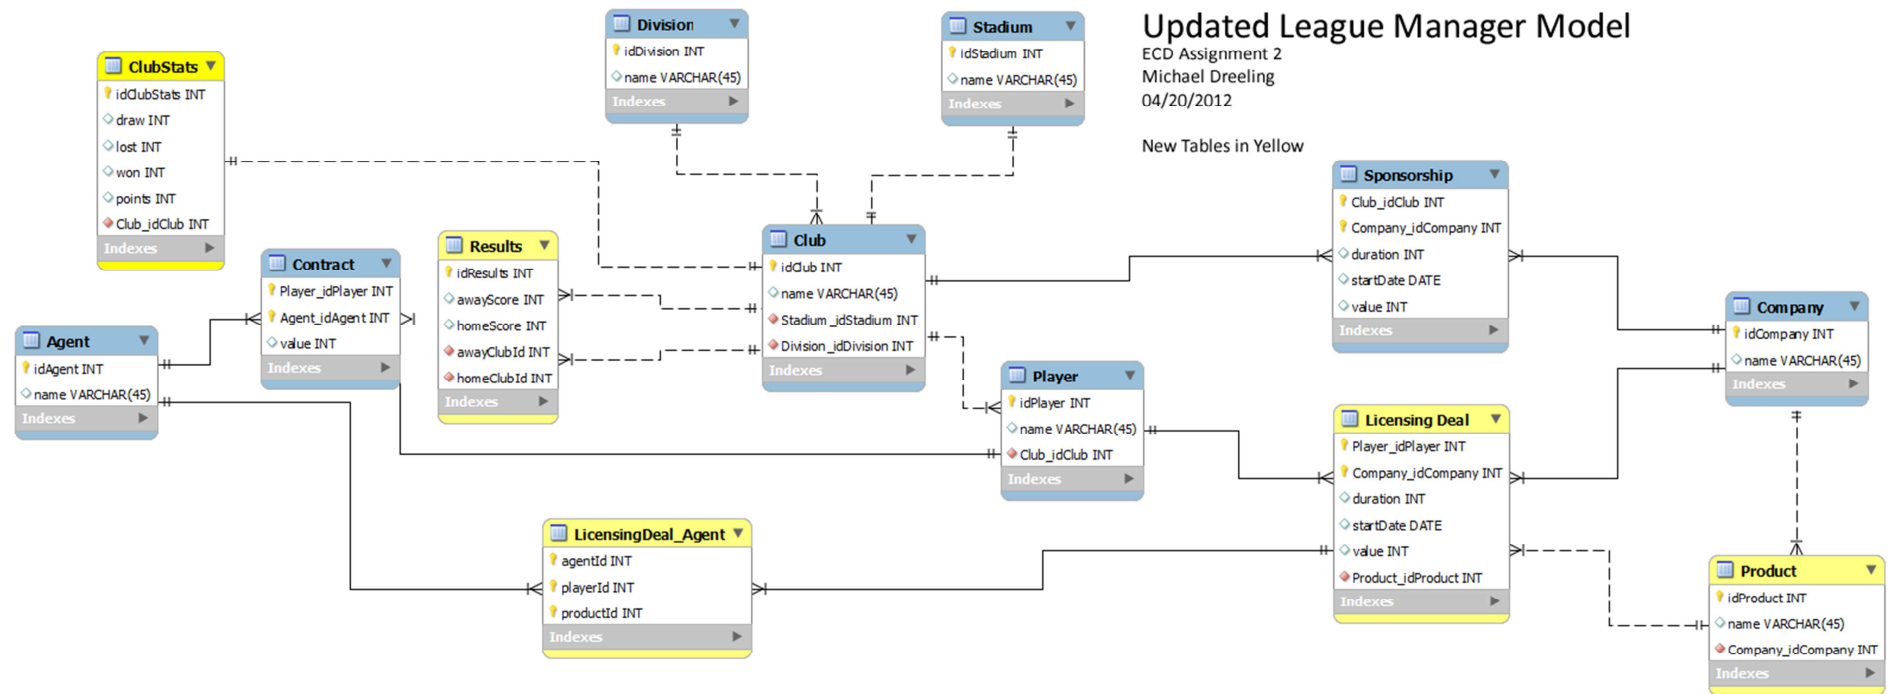 Updated League Manager Model
ECD Assignment 2
Michael Dreeling
04/20/2012
New Tables in Yellow
Division
idDivision INT
name VARCHAR(45)
Indexes
Stadium
idStadium INT
name VARCHAR(45)
Indexes
ClubStats
idClubStats INT
draw INT
lost INT
won INT
points INT
Club_idClub INT
Indexes
Sponsorship
Club_idClub INT
Company_idCompany INT
duration INT
startDate DATE
value INT
Indexes
Contract
Player_idPlayer INT
Agent_idAgent INT
value INT
Indexes
Results
idResults INT
awayScore INT
homeScore INT
awayClubId INT
homeClubId INT
Indexes
Club
idClub INT
name VARCHAR(45)
Stadium_idStadium INT
Division_idDivision INT
Indexes
Company
idCompany INT
name VARCHAR(45)
Indexes
Agent
idAgent INT
name VARCHAR(45)
Indexes
Player
idPlayer INT
name VARCHAR(45)
Club_idClub INT
Indexes
Licensing Deal
Player_idPlayer INT
Company_idCompany INT
duration INT
startDate DATE
value INT
Product_idProduct INT
Indexes
LicensingDeal_Agent
agentId INT
playerId INT
productId INT
Indexes
Product
idProduct INT
name VARCHAR(45)
Company_idCompany INT
Indexes